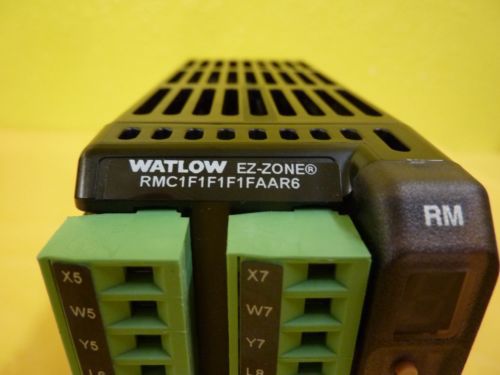 WATLOW EZ-ZONE®
RMC1F1F1F1FAAR6
RM
X5
W5
Y5
X7
W7
Y7